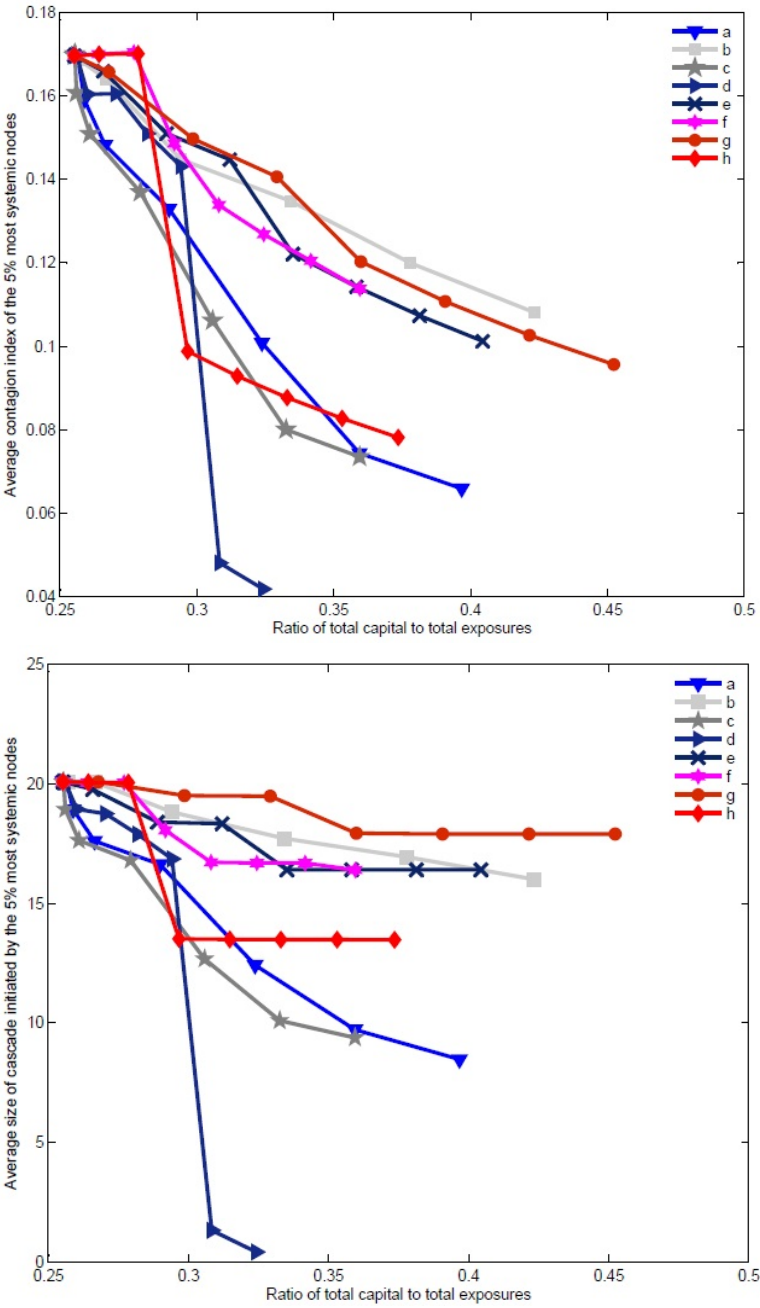 0.18
0.16
0.14
0.12
0.1
0.08
0.06
0.04
Average contagion index of the 5% most systemic nodes
a
b
c
d
e
f
g
h
0.25
0.3
0.35
0.4
0.45
0.5
Ratio of total capital to total exposures
25
20
15
10
5
0
Average size of cascade initiated by the 5% most systemic nodes
a
b
c
d
e
f
g
h
0.25
0.3
0.35
0.4
0.45
0.5
Ratio of total capital to total exposures